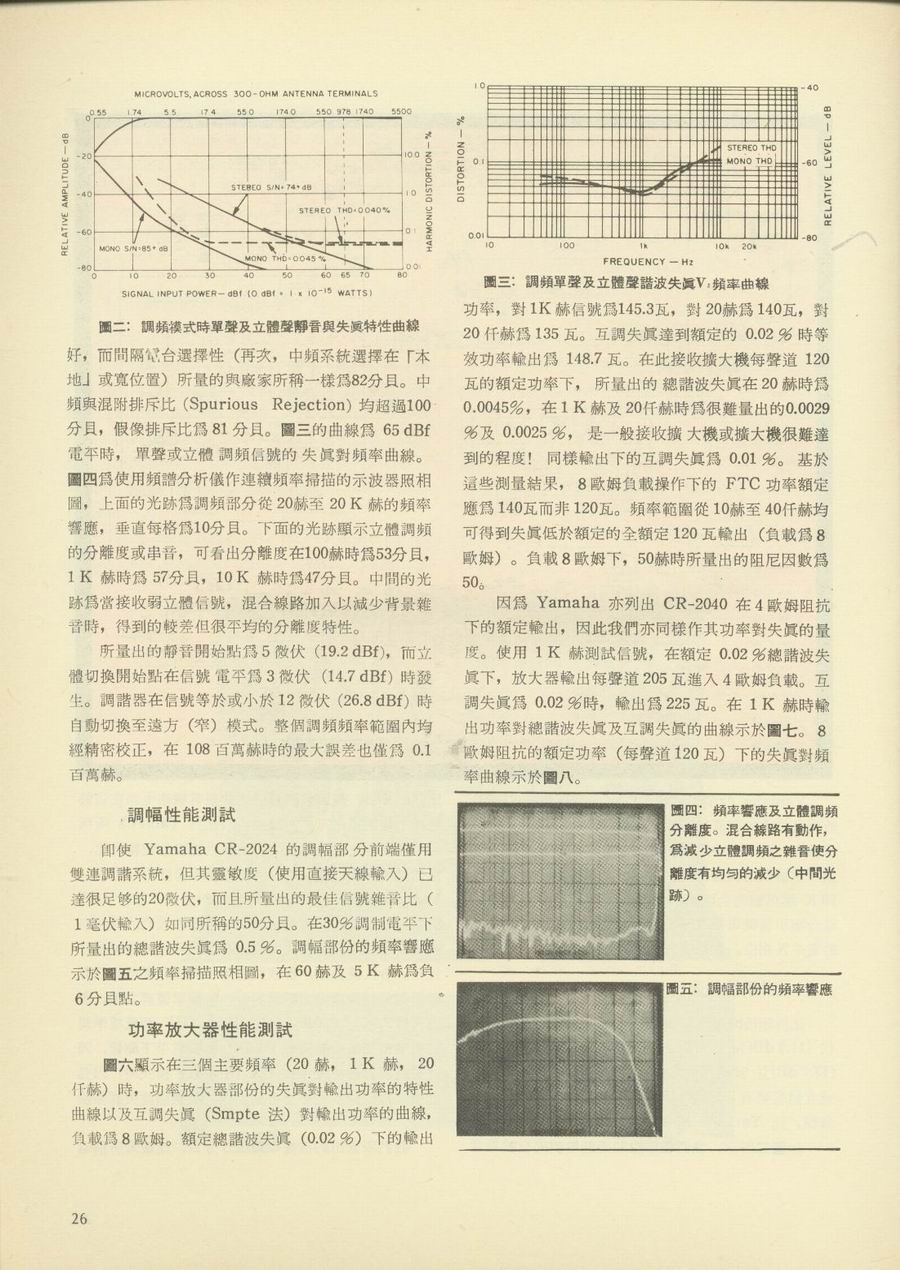 MICROVOLTS, ACROSS 300-OHM ANTENNA TERMINALS
0.55 1.74 5.5 17.4 55.0 174.0 550 978 1740 5500
RELATIVE AMPLITUDE — dB
0
-20
-40
-60
-80
HARMONIC DISTORTION — %
10.0
1.0
0.1
0.01
STEREO S/N=74+dB
STEREO THD=0.040%
MONO S/N=85+dB
MONO THD=0.045%
0 10 20 30 40 50 60 65 70 80
SIGNAL INPUT POWER— dBf (0 dBf = 1 x 10-15 WATTS)
圖二：調頻模式時單聲及立體聲靜音與失眞特性曲線
好，而間隔電台選擇性（再次，中頻系統選擇在「本
地」或寬位置）所量的與廠家所稱一樣爲82分貝。中
頻與混附排斥比（Spurious Rejection）均超過100
分貝，假像排斥比爲 81 分貝。圖三的曲線爲 65 dBf
電平時，單聲或立體 調頻信號的 失眞對頻率曲線。
圖四爲使用頻譜分析儀作連續頻率掃描的示波器照相
圖，上面的光跡爲調頻部分從 20赫至 20 K 赫的頻率
響應，垂直每格爲10分貝。下面的光跡顯示立體調頻
的分離度或串音，可看出分離度在100赫時爲53分貝，
1 K 赫時爲 57分貝，10 K 赫時爲47分貝。中間的光
跡爲當接收弱立體信號，混合線路加入以減少背景雜
音時，得到的較差但很平均的分離度特性。
所量出的靜音開始點爲 5 微伏（19.2 dBf），而立
體切換開始點在信號 電平爲 3 微伏（14.7 dBf）時發
生。調諧器在信號等於或小於 12 微伏（26.8 dBf）時
自動切換至遠方（窄）模式。整個調頻頻率範圍內均
經精密校正，在 108 百萬赫時的最大誤差也僅爲 0.1
百萬赫。
調幅性能測試
卽使 Yamaha CR-2024 的調幅部 分前端僅用
雙連調諧系統，但其靈敏度（使用直接天線輸入）已
達很足够的20微伏，而且所量出的最佳信號雜音比（
1 毫伏輸入）如同所稱的50分貝。在30%調制電平下
所量出的總諧波失眞爲 0.5 %。調幅部份的頻率響應
示於圖五之頻率掃描照相圖，在 60 赫及 5 K 赫爲負
6 分貝點。
功率放大器性能測試
圖六顯示在三個主要頻率（20 赫，1 K 赫，20
仟赫）時，功率放大器部份的失眞對輸出功率的特性
曲線以及互調失眞（Smpte 法）對輸出功率的曲線，
負載爲 8 歐姆。額定總諧波失眞（0.02 %）下的輸出
DISTORTION — %
1.0
0.1
0.01
RELATIVE LEVEL — dB
-40
-60
-80
STEREO THD
MONO THD
10 100 1k 10k 20k
FREQUENCY — Hz
圖三：調頻單聲及立體聲諧波失眞V.頻率曲線
功率，對 1K 赫信號爲145.3瓦，對 20赫爲 140瓦，對
20 仟赫爲 135 瓦。互調失眞達到額定的 0.02 % 時等
效功率輸出爲 148.7 瓦。在此接收擴大機每聲道 120
瓦的額定功率下， 所量出的 總諧波失眞在 20 赫時爲
0.0045%，在 1 K 赫及 20仟赫時爲很難量出的0.0029
%及 0.0025 %， 是一般接收擴 大機或擴大機很難達
到的程度！ 同樣輸出下的互調失眞爲 0.01 %。 基於
這些測量結果， 8 歐姆負載操作下的 FTC 功率額定
應爲 140瓦而非 120瓦。頻率範圍從 10赫至 40仟赫均
可得到失眞低於額定的全額定 120 瓦輸出 （負載爲 8
歐姆）。負載 8 歐姆下，50赫時所量出的阻尼因數爲
50。
因爲 Yamaha 亦列出 CR-2040 在 4 歐姆阻抗
下的額定輸出，因此我們亦同樣作其功率對失眞的量
度。使用 1 K 赫測試信號，在額定 0.02 %總諧波失
眞下，放大器輸出每聲道 205 瓦進入 4 歐姆負載。互
調失眞爲 0.02 %時，輸出爲 225 瓦。在 1 K 赫時輸
出功率對總諧波失眞及互調失眞的曲線示於圖七。 8
歐姆阻抗的額定功率（每聲道 120 瓦）下的失眞對頻
率曲線示於圖八。
圖四：頻率響應及立體調頻
分離度。混合線路有動作，
爲減少立體調頻之雜音使分
離度有均勻的減少（中間光
跡）。
圖五：調幅部份的頻率響應
26